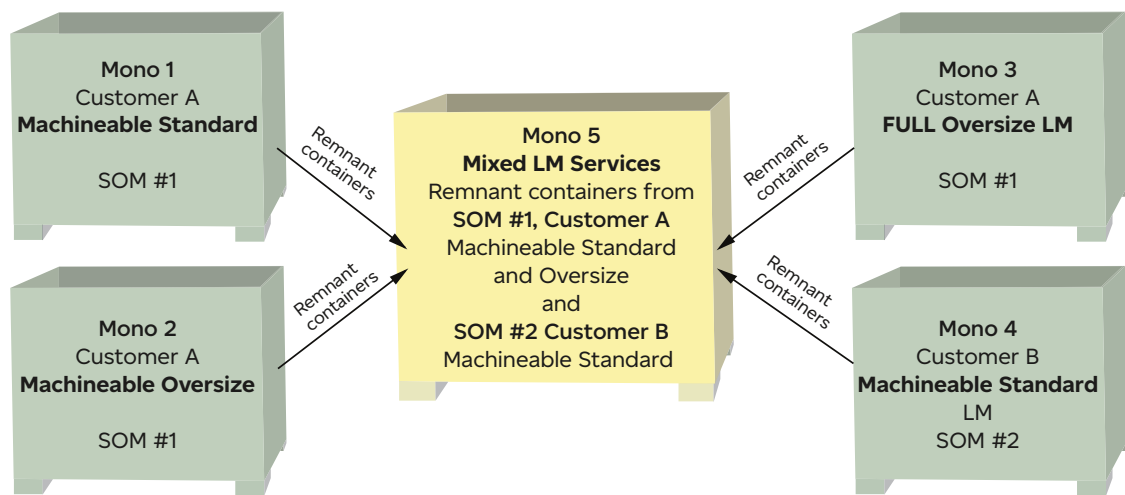 Mono 1
Customer A
Machineable Standard
SOM #1
Remnant
containers
Mono 2
Customer A
Machineable Oversize
SOM #1
Remnant
containers
Mono 5
Mixed LM Services
Remnant containers from
SOM #1, Customer A
Machineable Standard
and Oversize
and
SOM #2 Customer B
Machineable Standard
Mono 3
Customer A
FULL Oversize LM
SOM #1
Remnant
containers
Mono 4
Customer B
Machineable Standard
LM
SOM #2
Remnant
containers